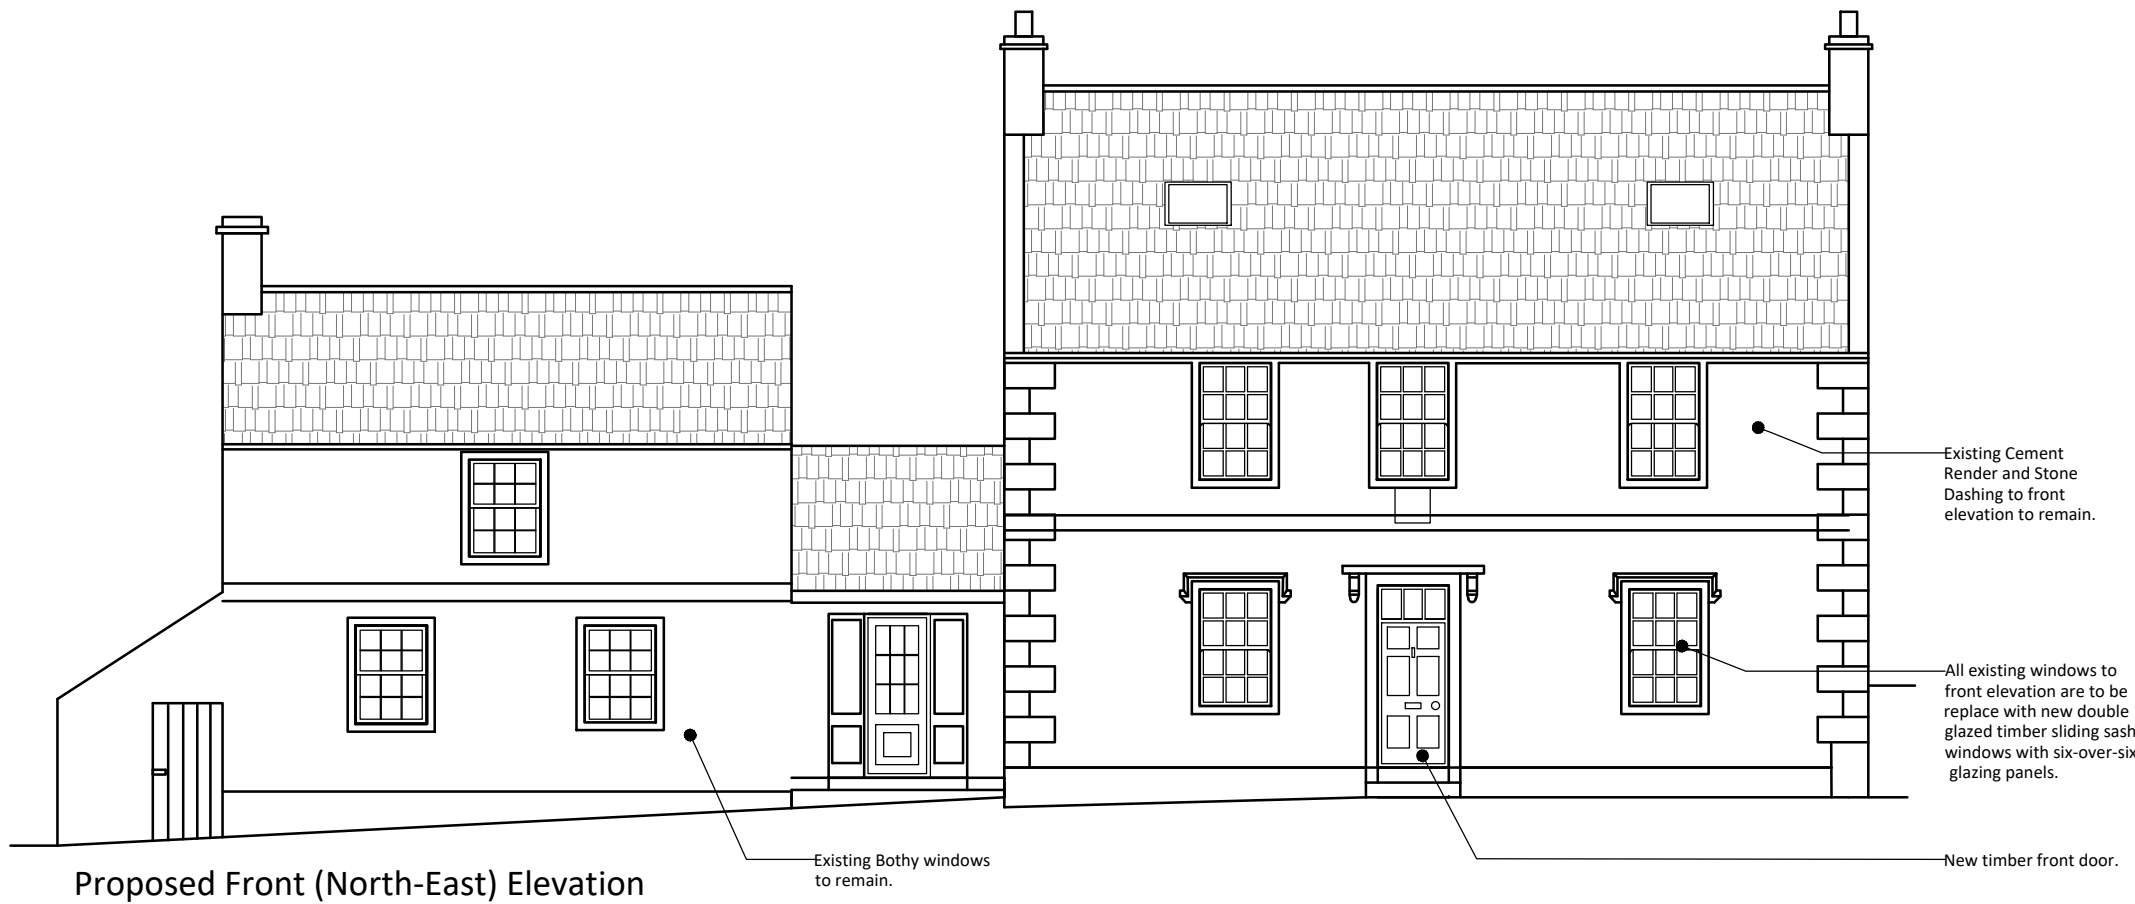 Existing Cement
Render and Stone
Dashing to front
elevation to remain.
All existing windows to
front elevation are to be
replace with new double
glazed timber sliding sash
windows with six-over-six
glazing panels.
New timber front door.
Existing Bothy windows
to remain.
Proposed Front (North-East) Elevation